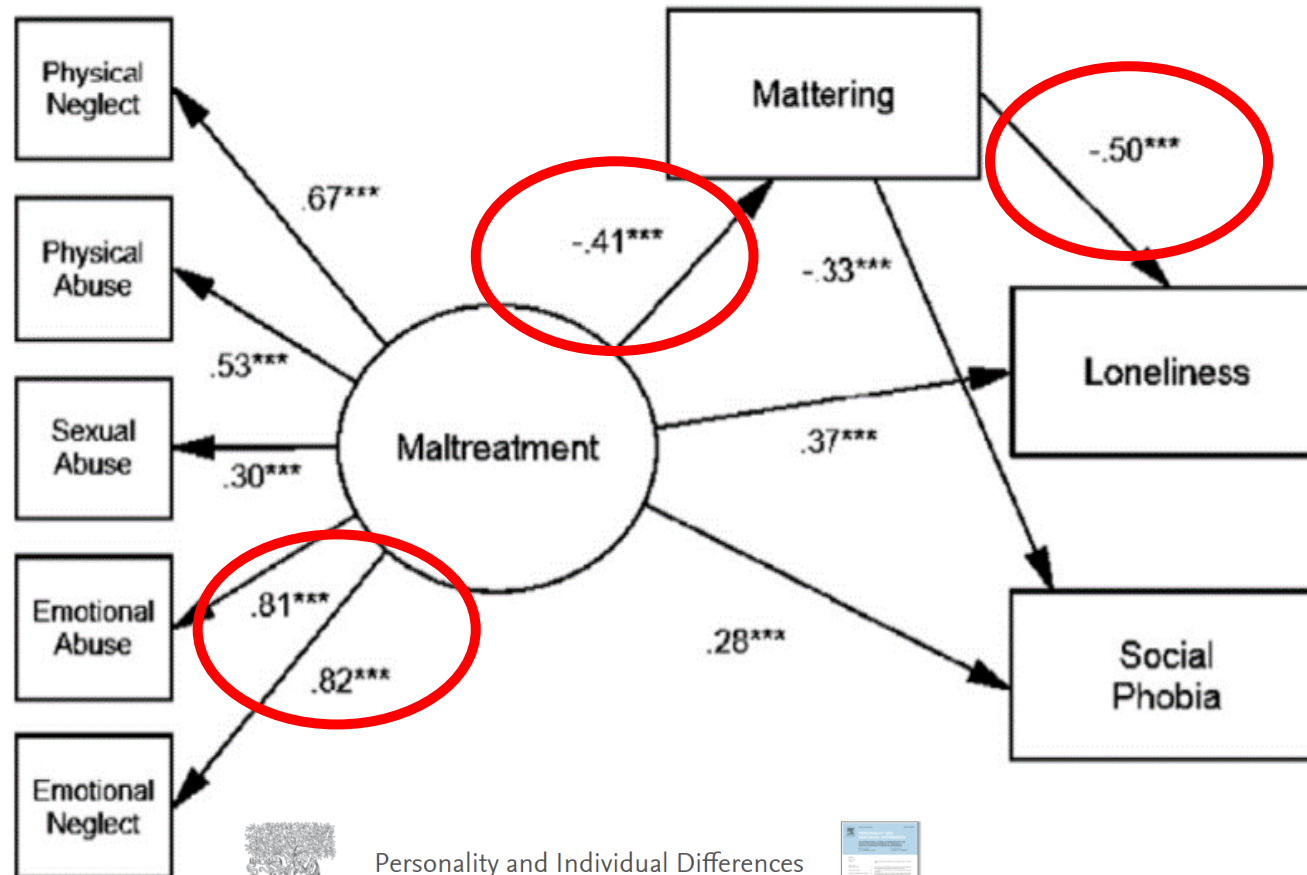 Physical
Neglect
Mattering
-.50***
.67***
Physical
Abuse
-.41***
-.33***
.53***
Loneliness
Sexual
Abuse
Maltreatment
.37***
.30***
Emotional
Abuse
.81***
.28***
.82***
Social
Phobia
Emotional
Neglect
Personality and Individual Differences